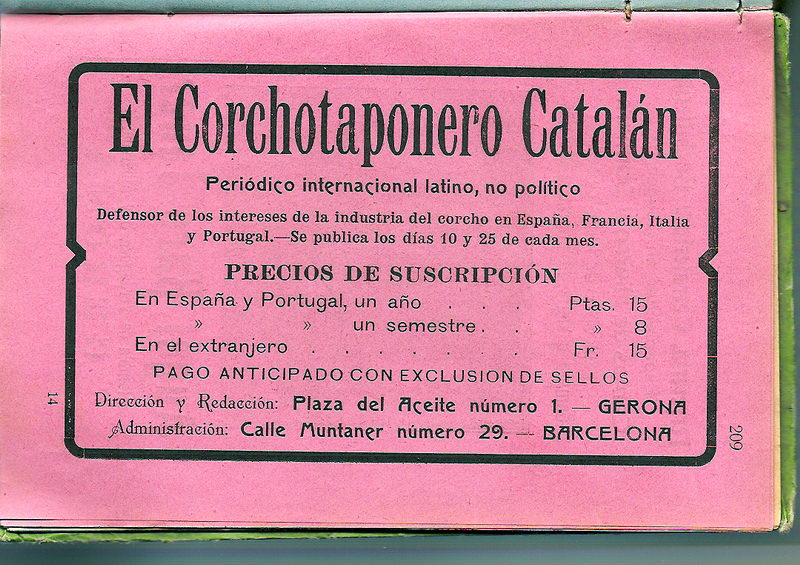 El Corchotaponero Catalán
Periódico internacional latino, no político
Defensor de los intereses de la industria del corcho en España, Francia, Italia
y Portugal.—Se publica los días 10 y 25 de cada mes.
PRECIOS DE SUSCRIPCIÓN
En España y Portugal, un año . . . Ptas. 15
» » un semestre . . » 8
En el extranjero . . . . . . Fr. 15
PAGO ANTICIPADO CON EXCLUSION DE SELLOS
Dirección y Redacción: Plaza del Aceite número 1. — GERONA
Administración: Calle Muntaner número 29. — BARCELONA
14
209